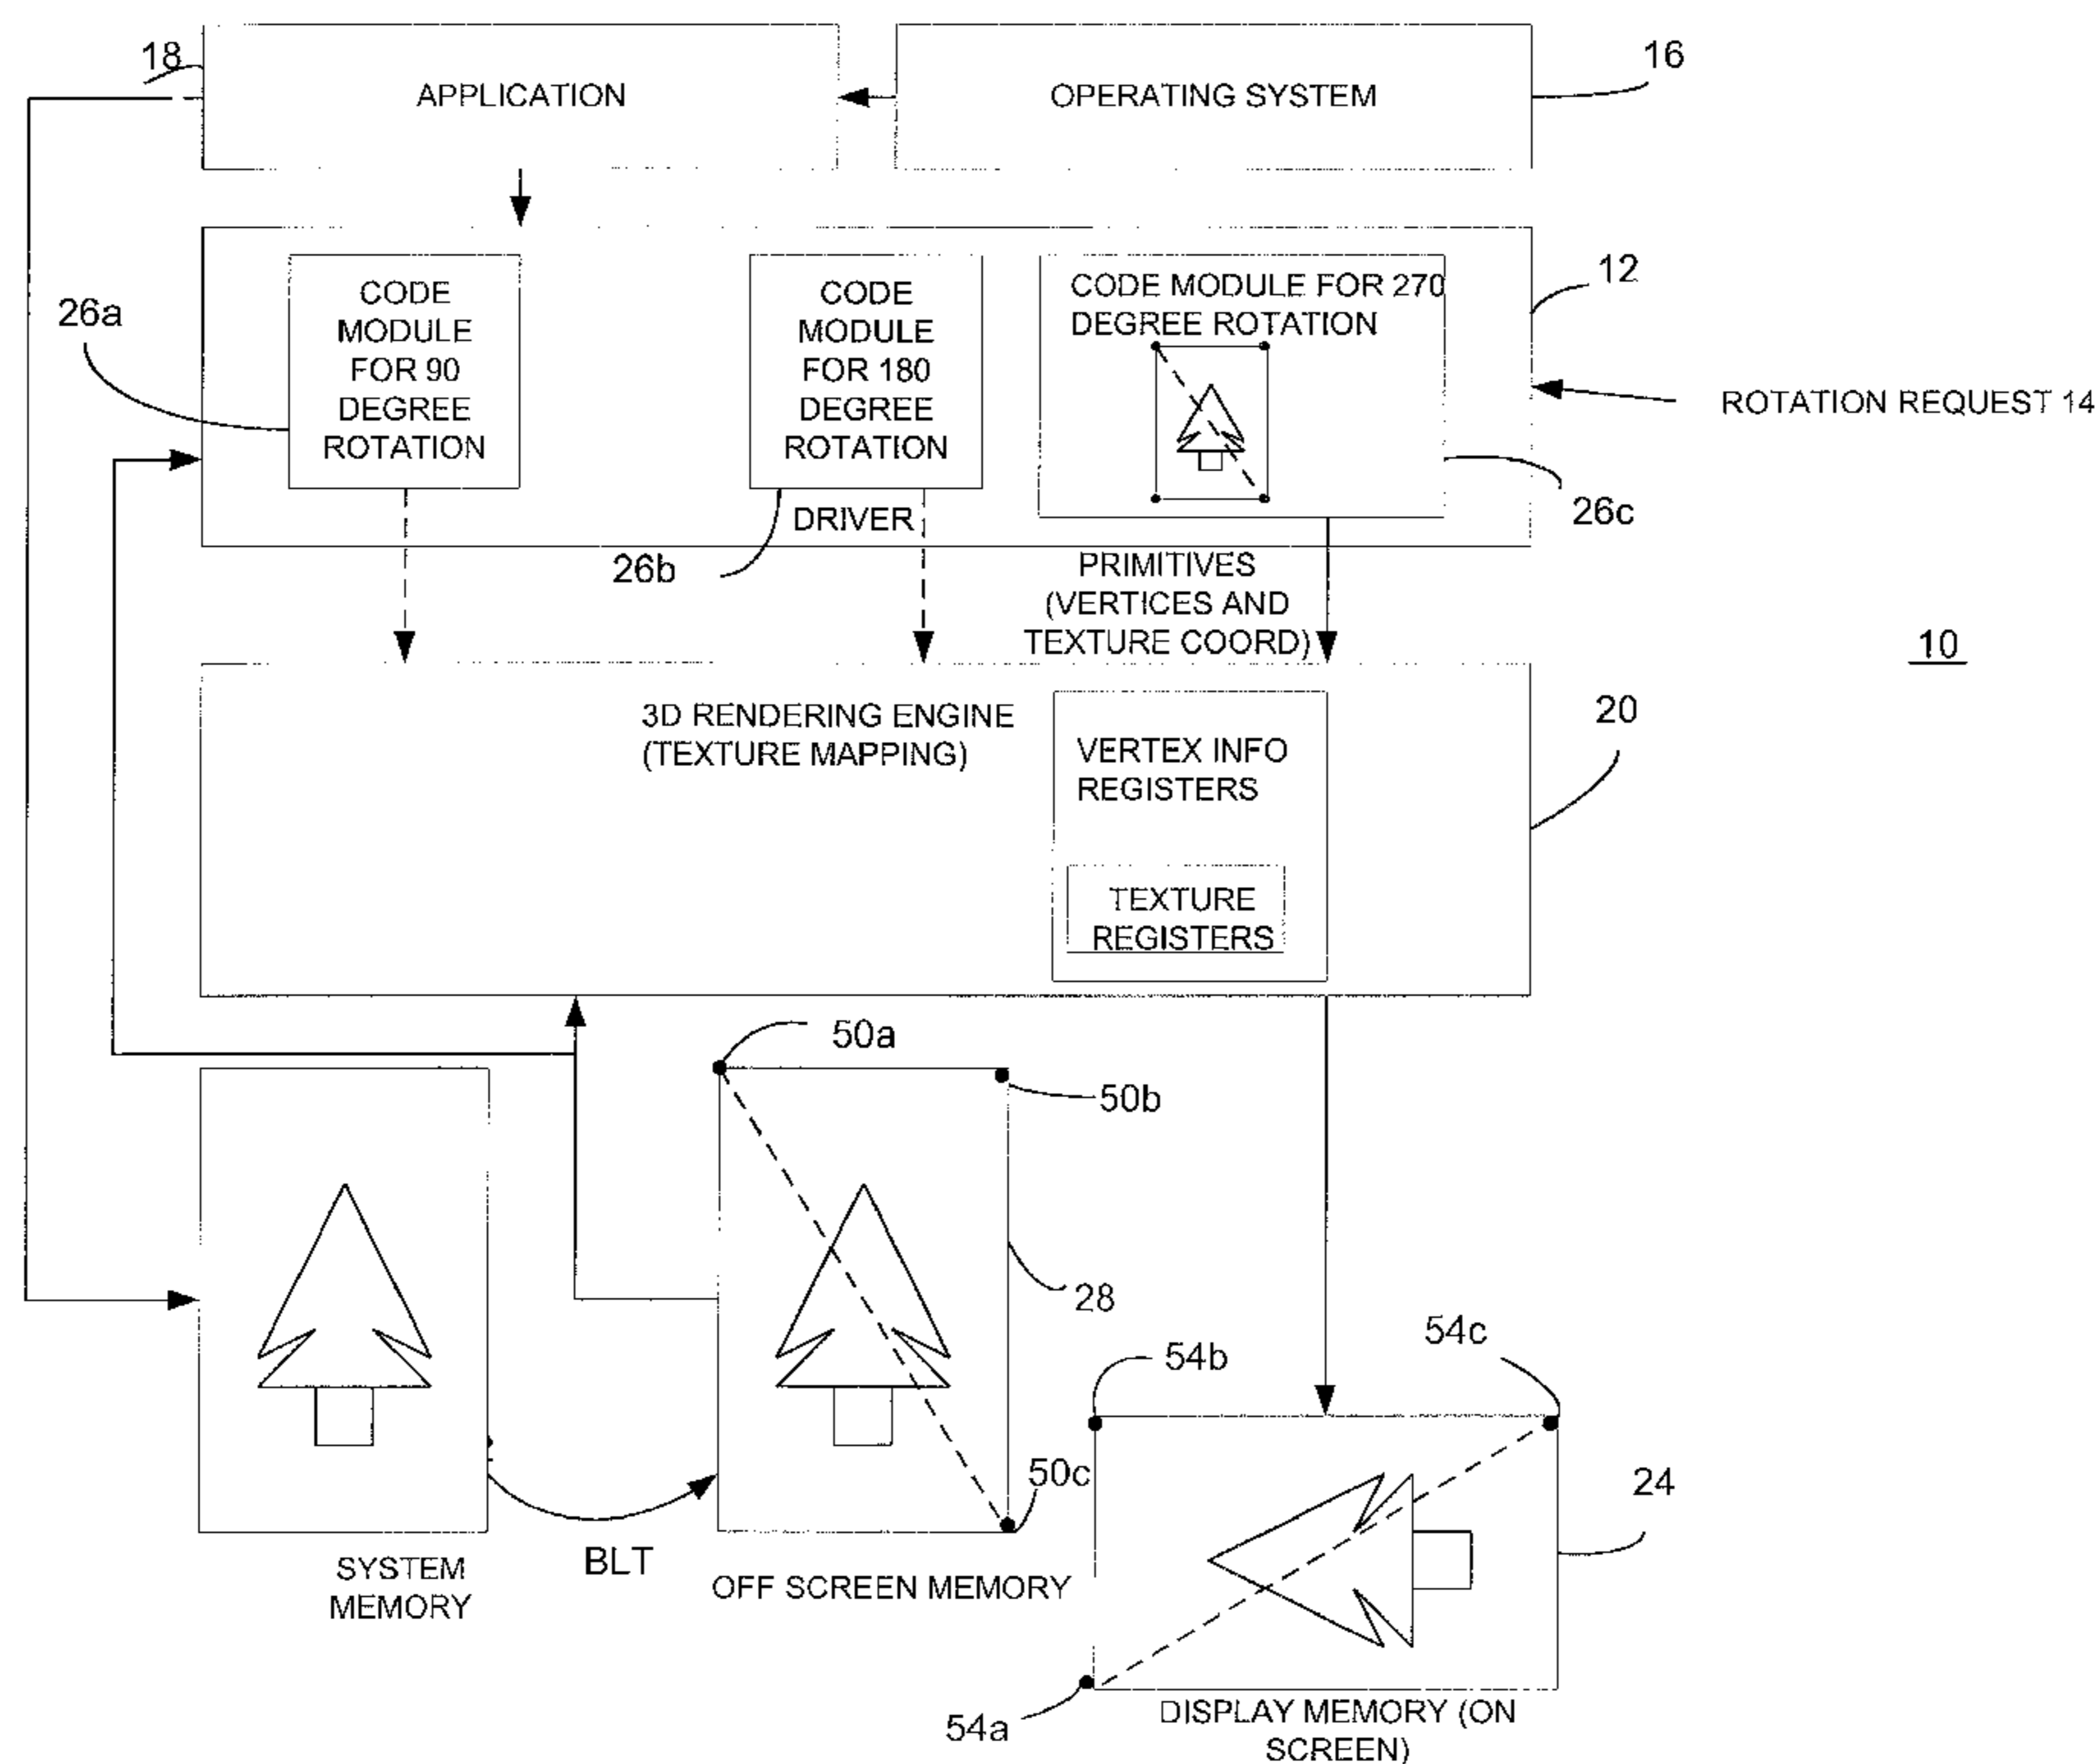 18
APPLICATION
OPERATING SYSTEM
16
26a
CODE
MODULE
FOR 90
DEGREE
ROTATION
CODE
MODULE
FOR 180
DEGREE
ROTATION
CODE MODULE FOR 270
DEGREE ROTATION
12
ROTATION REQUEST 14
26c
DRIVER
26b
PRIMITIVES
(VERTICES AND
TEXTURE COORD)
10
3D RENDERING ENGINE
(TEXTURE MAPPING)
VERTEX INFO
REGISTERS
TEXTURE
REGISTERS
20
50a
50b
28
50c
54b
54c
24
54a
SYSTEM
MEMORY
BLT
OFF SCREEN MEMORY
DISPLAY MEMORY (ON
SCREEN)